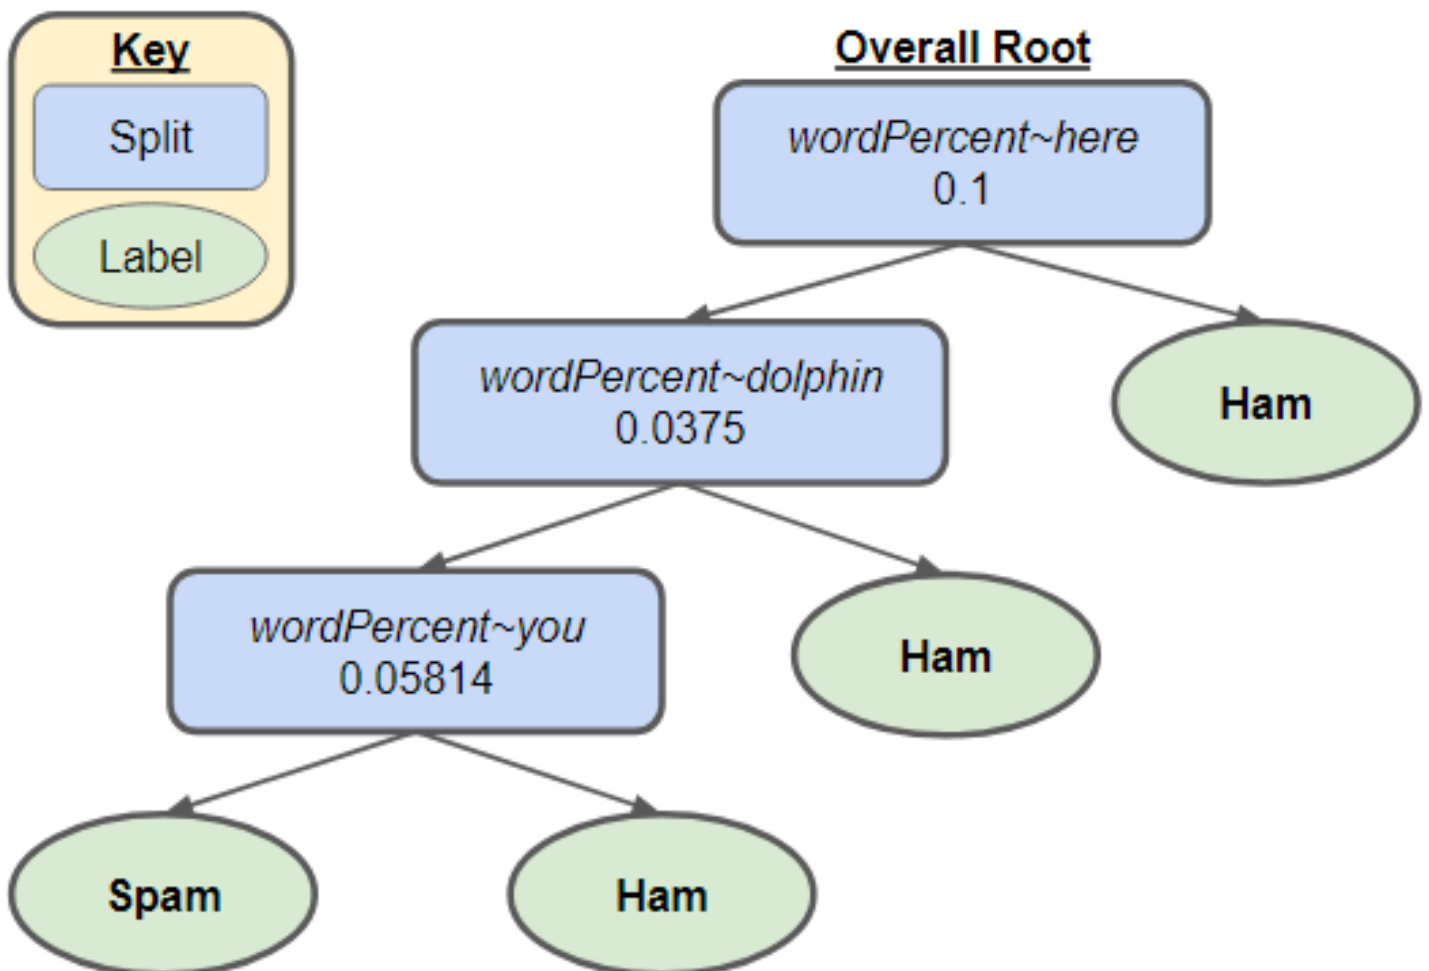 Key
Split
Label
Overall Root
wordPercent~here
0.1
wordPercent~dolphin
0.0375
Ham
wordPercent~you
0.05814
Ham
Spam
Ham